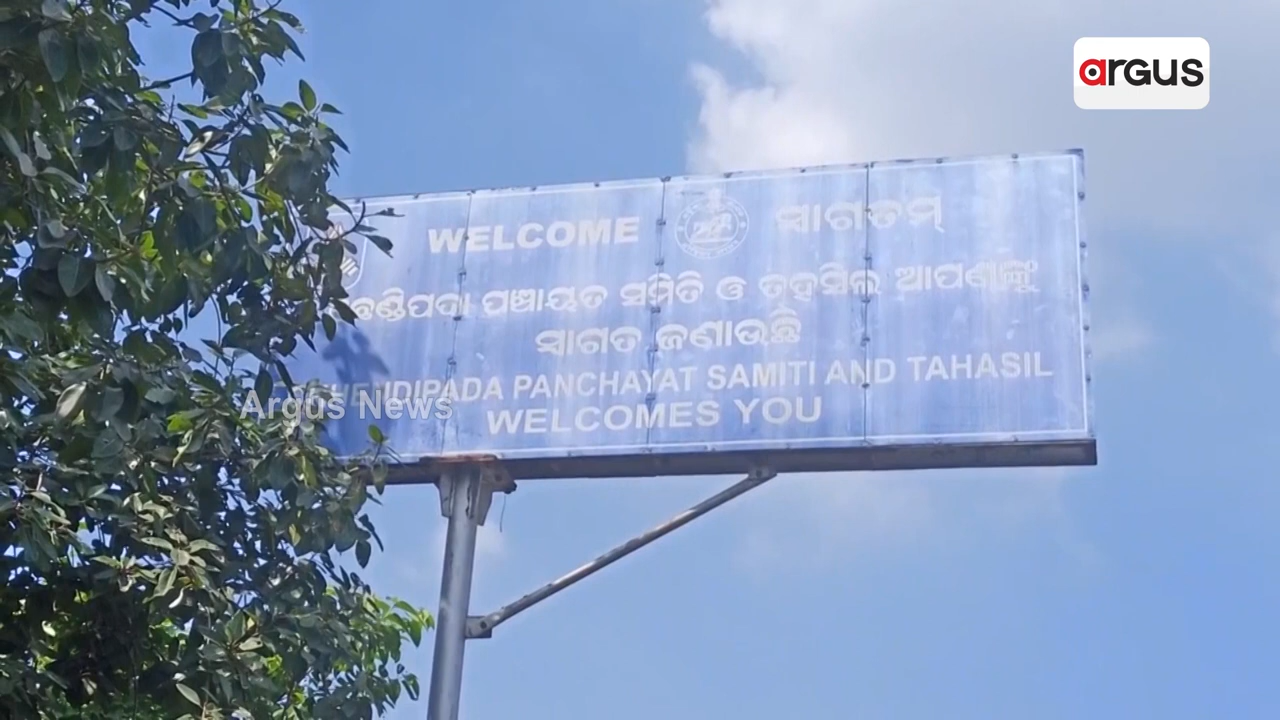 argus
WELCOME ସ୍ୱାଗତମ୍
ପଞ୍ଚାୟତ ସମିତି ଓ ତହସିଲ ଆପଣଙ୍କୁ
ସ୍ୱାଗତ ଜଣାଉଛି
PANCHAYAT SAMITI AND TAHASIL
Argus News
WELCOMES YOU